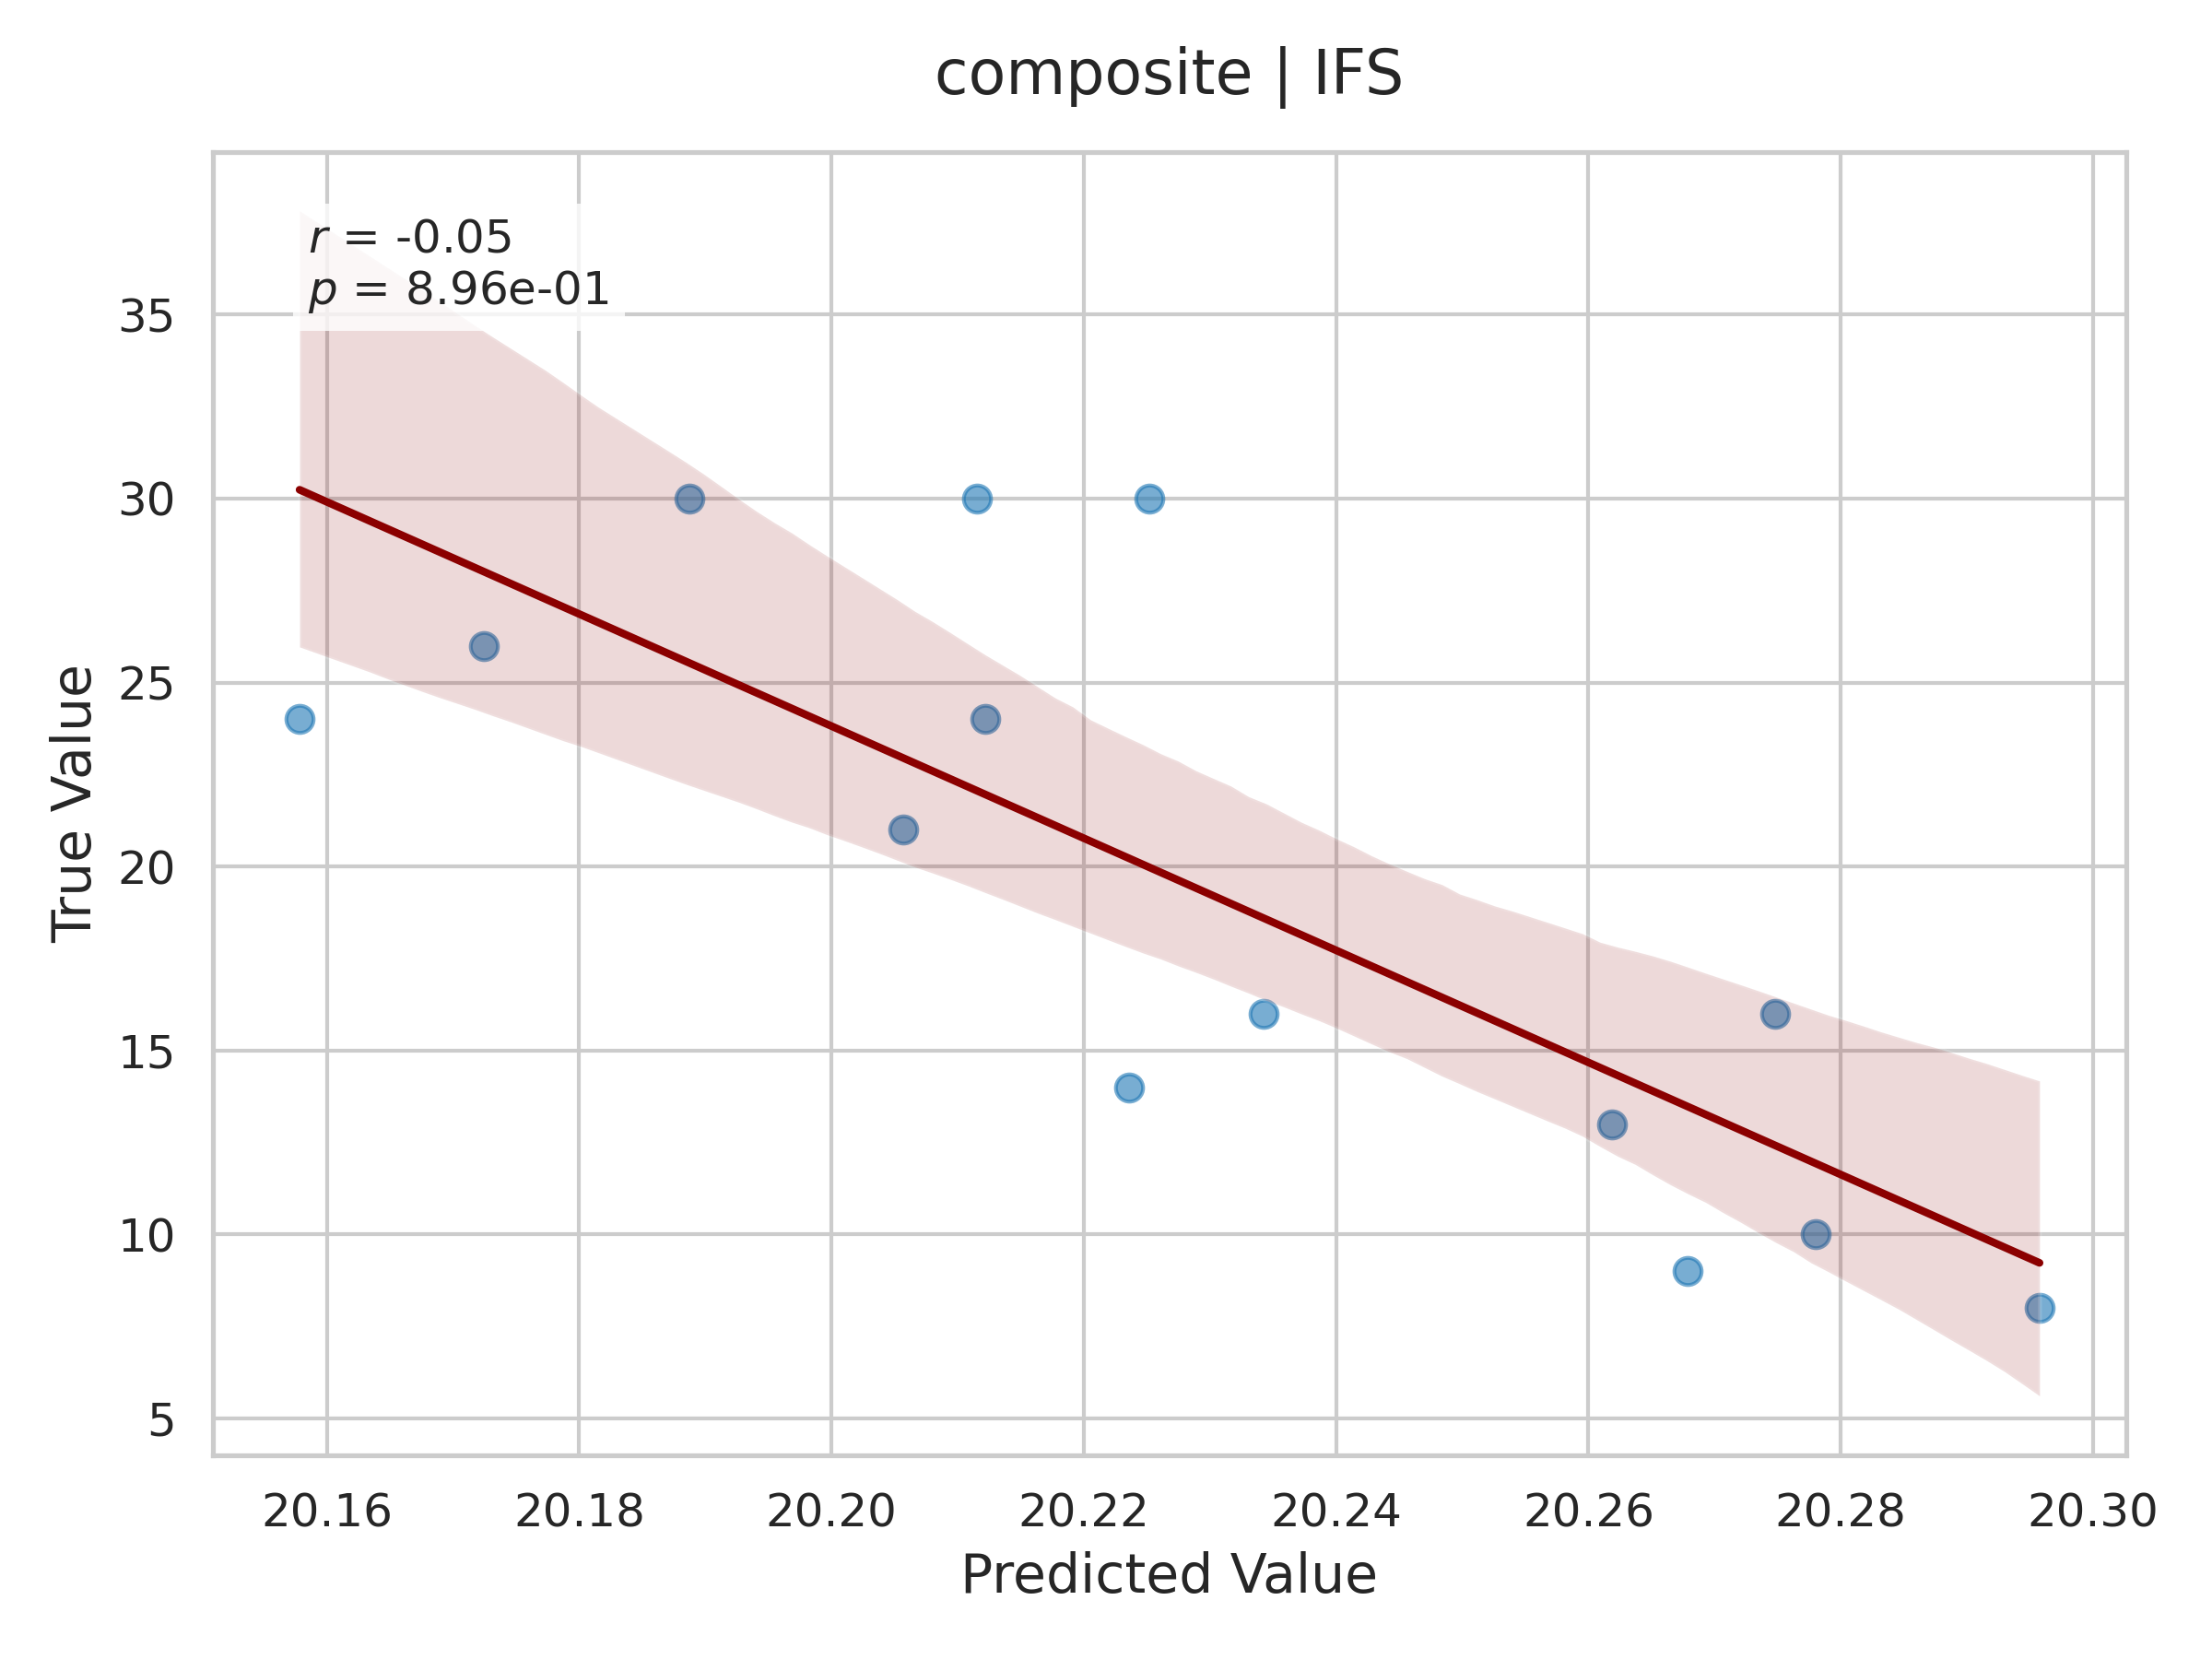 composite | IFS
r = -0.05
p = 8.96e-01
True Value
35
30
25
20
15
10
5
20.16 20.18 20.20 20.22 20.24 20.26 20.28 20.30
Predicted Value